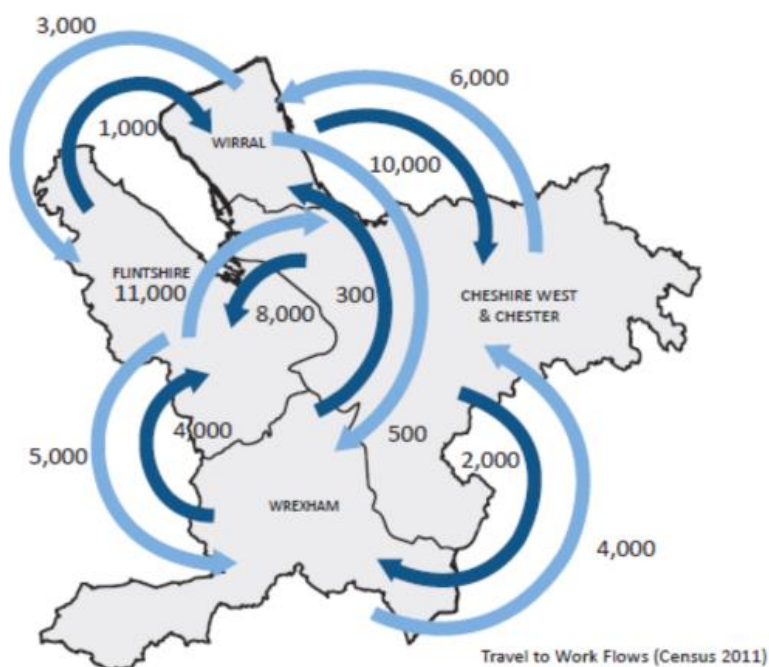 3,000
6,000
1,000
WIRRAL
10,000
FLINTSHIRE
11,000
8,000
300
CHESHIRE WEST
& CHESTER
5,000
4,000
500
2,000
WREXHAM
4,000
Travel to Work Flows (Census 2011)